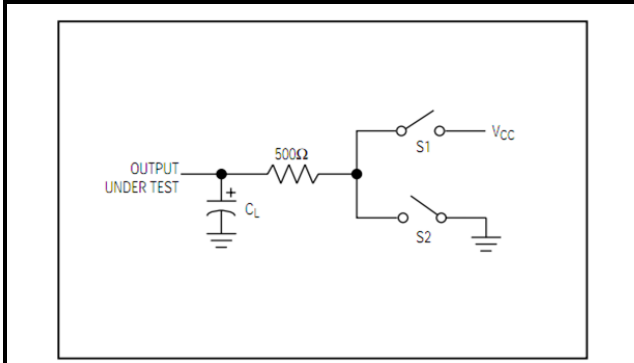 500Ω
OUTPUT
UNDER TEST
+
CL
S1
VCC
S2